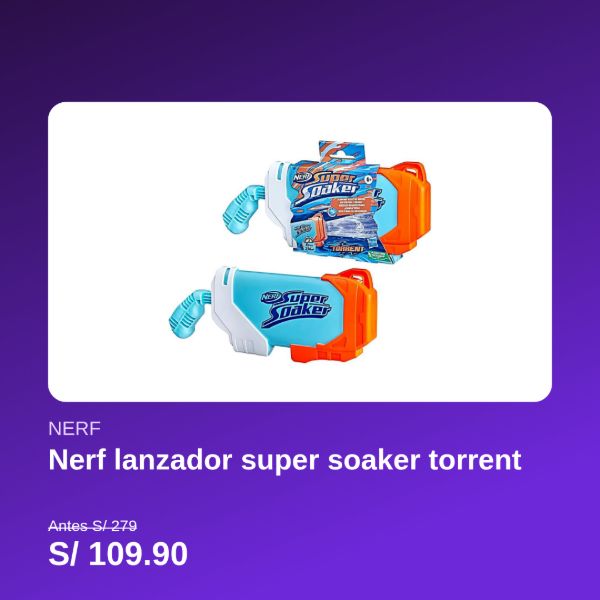 NERF
Super
Soaker
TORRENT
NERF
Super
Soaker
NERF
Nerf lanzador super soaker torrent
Antes S/ 279
S/ 109.90